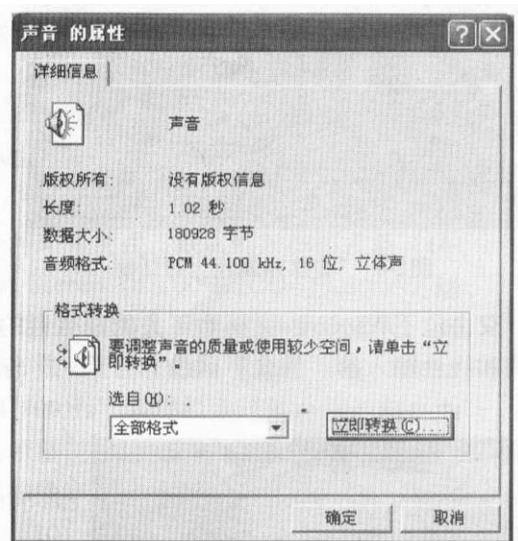 声音 的属性
详细信息
声音
版权所有: 没有版权信息
长度: 1.02 秒
数据大小: 180928 字节
音频格式: PCM 44.100 kHz, 16 位, 立体声
格式转换
要调整声音的质量或使用较少空间,请单击“立
即转换”。
选自(H):
全部格式
立即转换(C)...
确定
取消